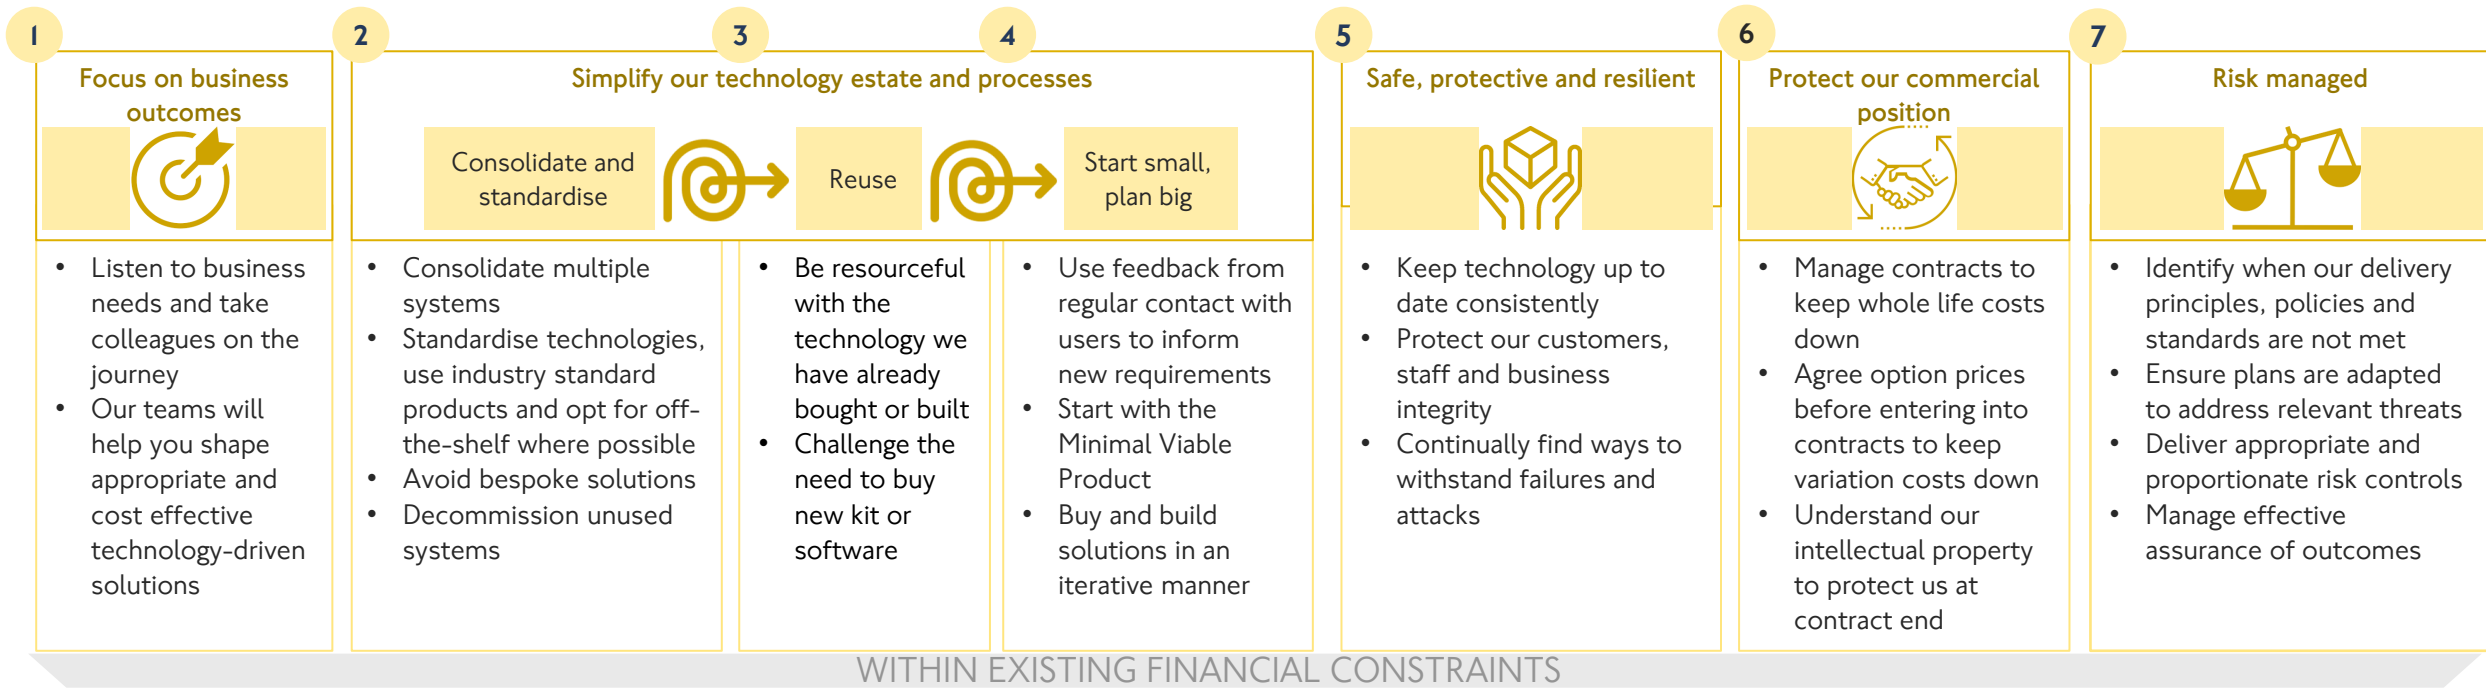 1
Focus on business
outcomes
• Listen to business
needs and take
colleagues on the
journey
• Our teams will
help you shape
appropriate and
cost effective
technology-driven
solutions
2
3
4
Simplify our technology estate and processes
Consolidate and
standardise
Reuse
Start small,
plan big
• Consolidate multiple
systems
• Standardise technologies,
use industry standard
products and opt for off-
the-shelf where possible
• Avoid bespoke solutions
• Decommission unused
systems
• Be resourceful
with the
technology we
have already
bought or built
• Challenge the
need to buy
new kit or
software
• Use feedback from
regular contact with
users to inform
new requirements
• Start with the
Minimal Viable
Product
• Buy and build
solutions in an
iterative manner
5
Safe, protective and resilient
• Keep technology up to
date consistently
• Protect our customers,
staff and business
integrity
• Continually find ways to
withstand failures and
attacks
6
Protect our commercial
position
• Manage contracts to
keep whole life costs
down
• Agree option prices
before entering into
contracts to keep
variation costs down
• Understand our
intellectual property
to protect us at
contract end
7
Risk managed
• Identify when our delivery
principles, policies and
standards are not met
• Ensure plans are adapted
to address relevant threats
• Deliver appropriate and
proportionate risk controls
• Manage effective
assurance of outcomes
WITHIN EXISTING FINANCIAL CONSTRAINTS